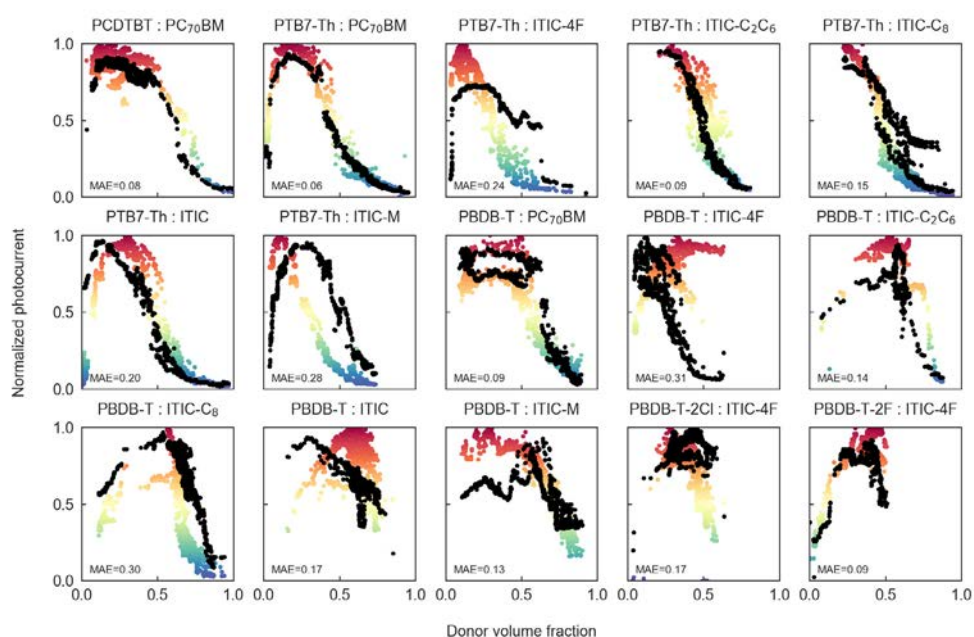 PCDTBT : PC₇₀BM
PTB7-Th : PC₇₀BM
PTB7-Th : ITIC-4F
PTB7-Th : ITIC-C₂C₆
PTB7-Th : ITIC-C₈
1.0
0.5
0.0
MAE=0.08
MAE=0.06
MAE=0.24
MAE=0.09
MAE=0.15
PTB7-Th : ITIC
PTB7-Th : ITIC-M
PBDB-T : PC₇₀BM
PBDB-T : ITIC-4F
PBDB-T : ITIC-C₂C₆
Normalized photocurrent
1.0
0.5
0.0
MAE=0.20
MAE=0.28
MAE=0.09
MAE=0.31
MAE=0.14
PBDB-T : ITIC-C₈
PBDB-T : ITIC
PBDB-T : ITIC-M
PBDB-T-2Cl : ITIC-4F
PBDB-T-2F : ITIC-4F
1.0
0.5
0.0
MAE=0.30
MAE=0.17
MAE=0.13
MAE=0.17
MAE=0.09
0.0 0.5 1.0 0.0 0.5 1.0 0.0 0.5 1.0 0.0 0.5 1.0 0.0 0.5 1.0
Donor volume fraction